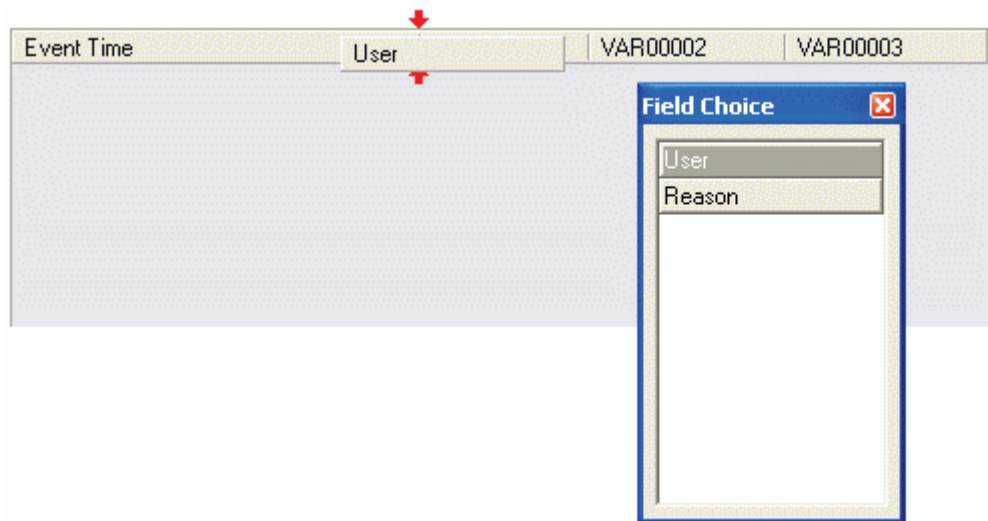 Event Time
User
VAR00002
VAR00003
Field Choice
User
Reason